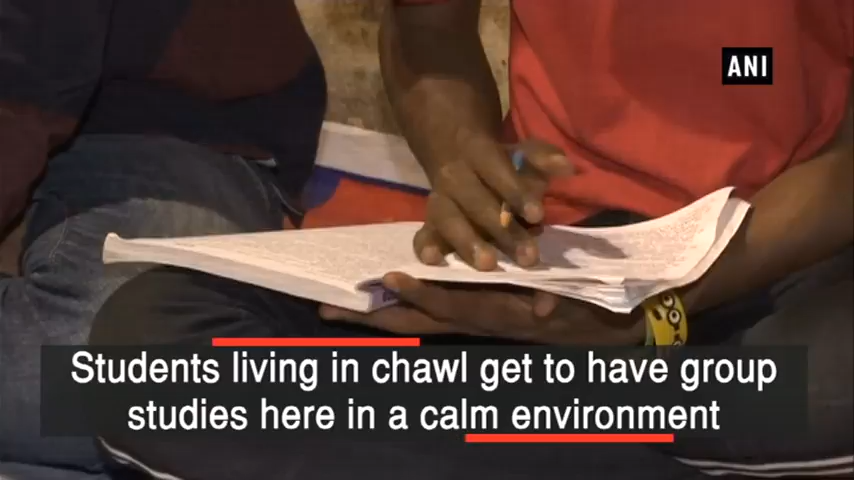 ANI
Students living in chawl get to have group
studies here in a calm environment